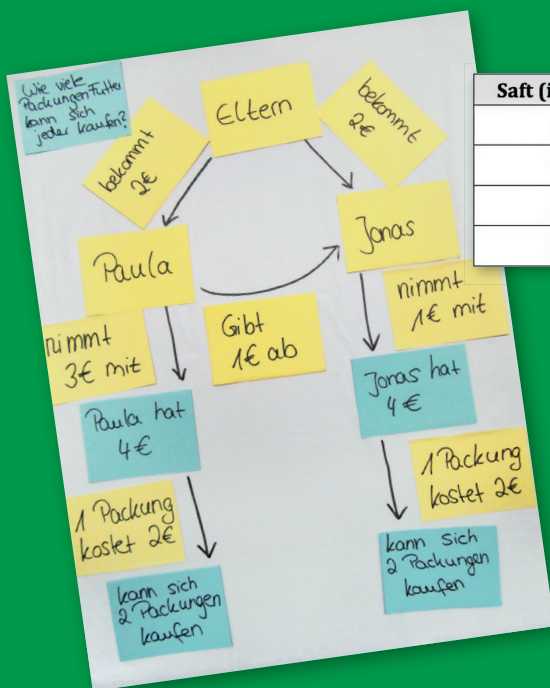 Wie viele
Packungen Futter
kann sich
jeder kaufen?
bekommt
2€
Eltern
bekommt
2€
Paula
Jonas
nimmt
3€ mit
Gibt
1€ ab
nimmt
1€ mit
Paula hat
4€
Jonas hat
4€
1 Packung
kostet 2€
1 Packung
kostet 2€
kann sich
2 Packungen
kaufen
kann sich
2 Packungen
kaufen
Saft (i